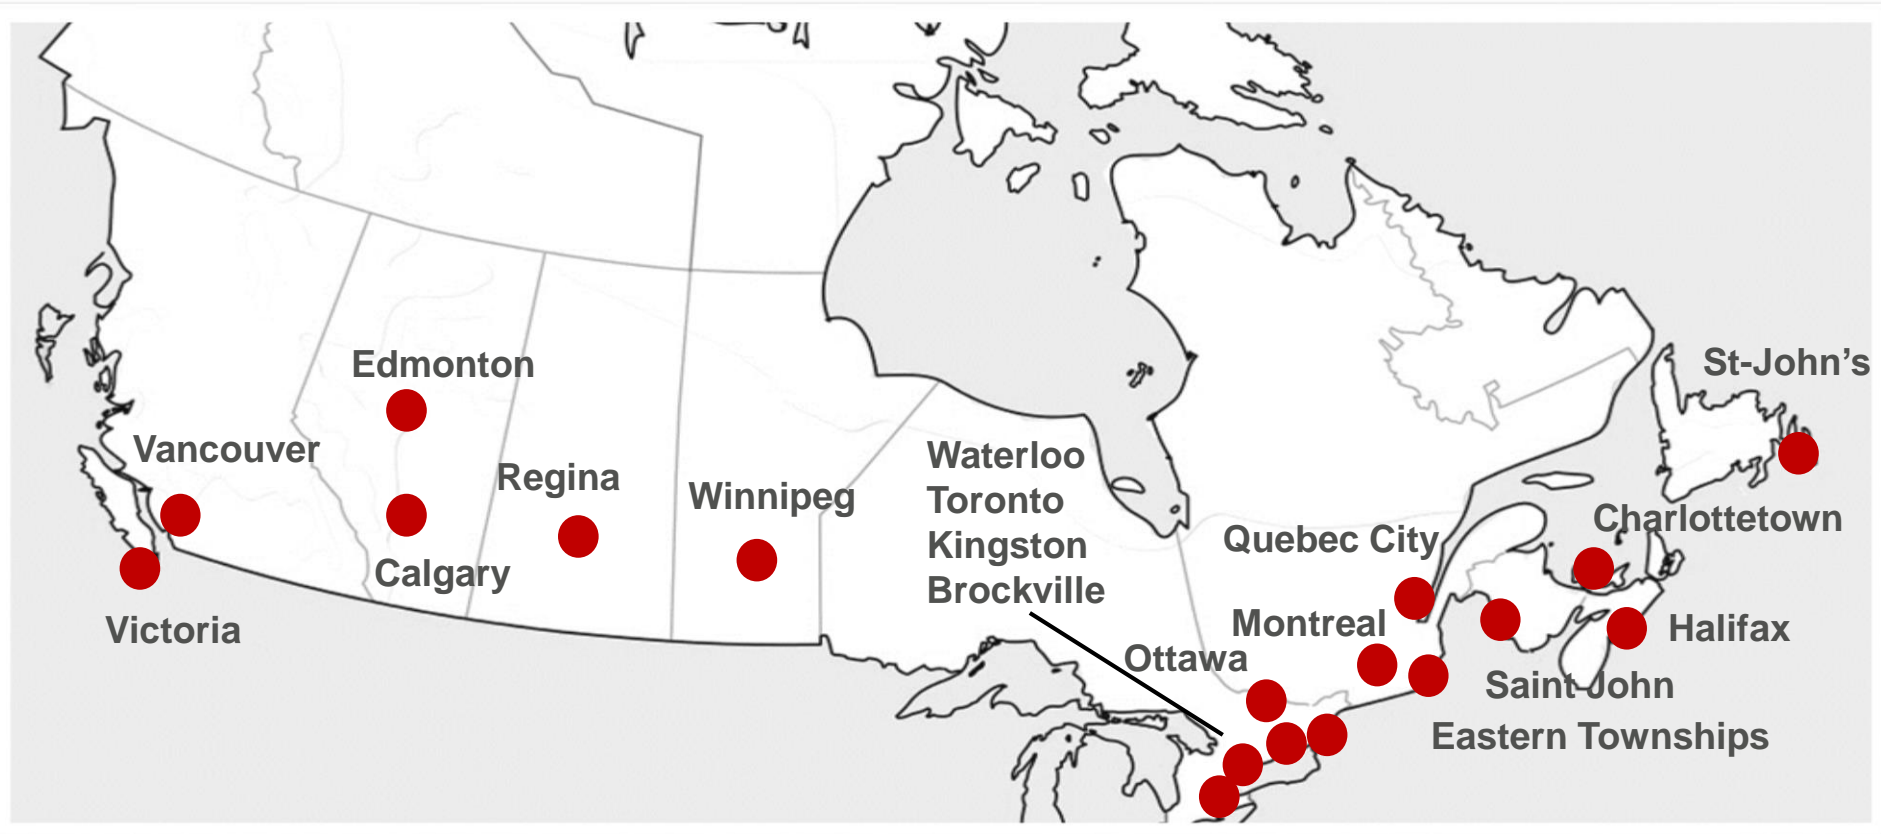 Edmonton
St-John’s
Vancouver
Waterloo
Regina
Winnipeg
Toronto
Charlottetown
Quebec City
Kingston
Calgary
Brockville
Montreal
Halifax
Victoria
Ottawa
Saint John
Eastern Townships